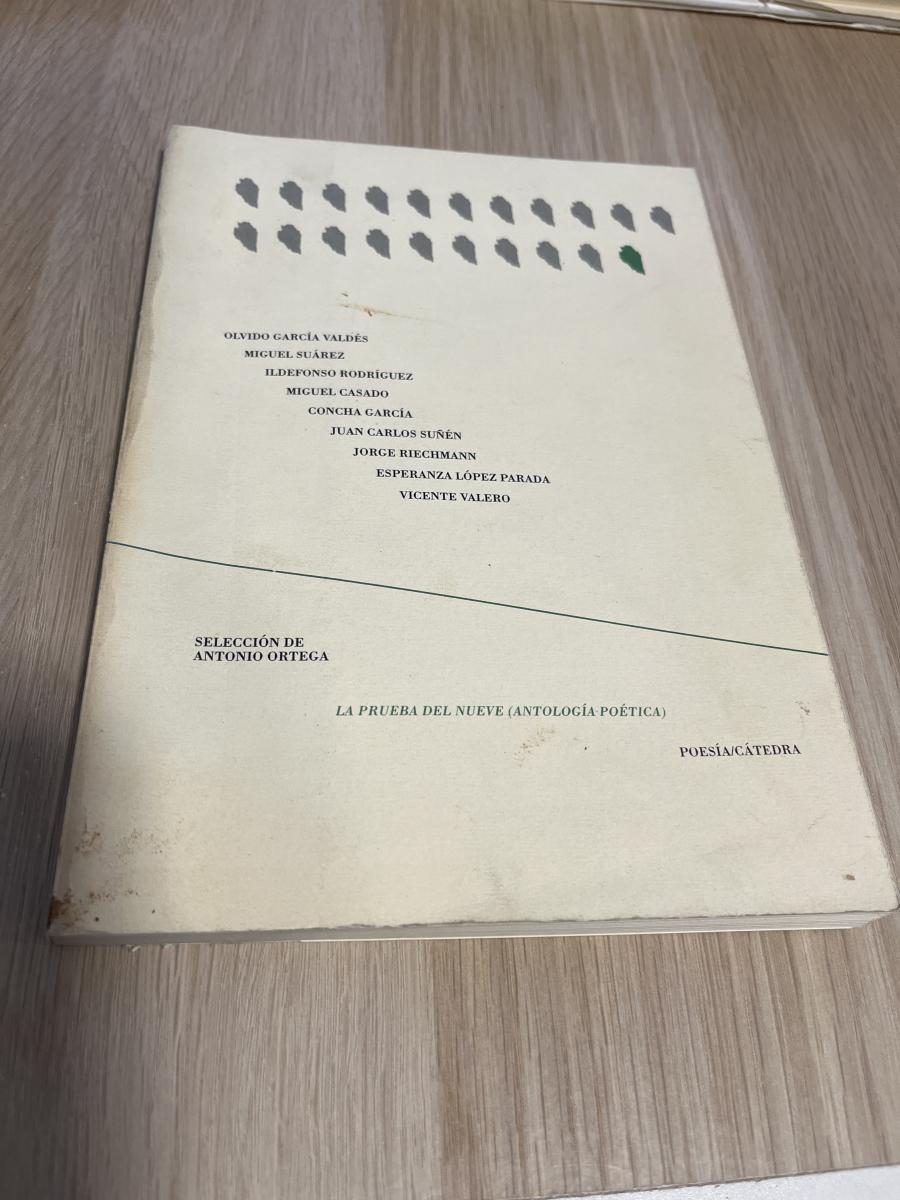 OLVIDO GARCÍA VALDÉS
MIGUEL SUÁREZ
ILDEFONSO RODRÍGUEZ
MIGUEL CASADO
CONCHA GARCÍA
JUAN CARLOS SUÑÉN
JORGE RIECHMANN
ESPERANZA LÓPEZ PARADA
VICENTE VALERO
SELECCIÓN DE
ANTONIO ORTEGA
LA PRUEBA DEL NUEVE (ANTOLOGÍA POÉTICA)
POESÍA/CÁTEDRA